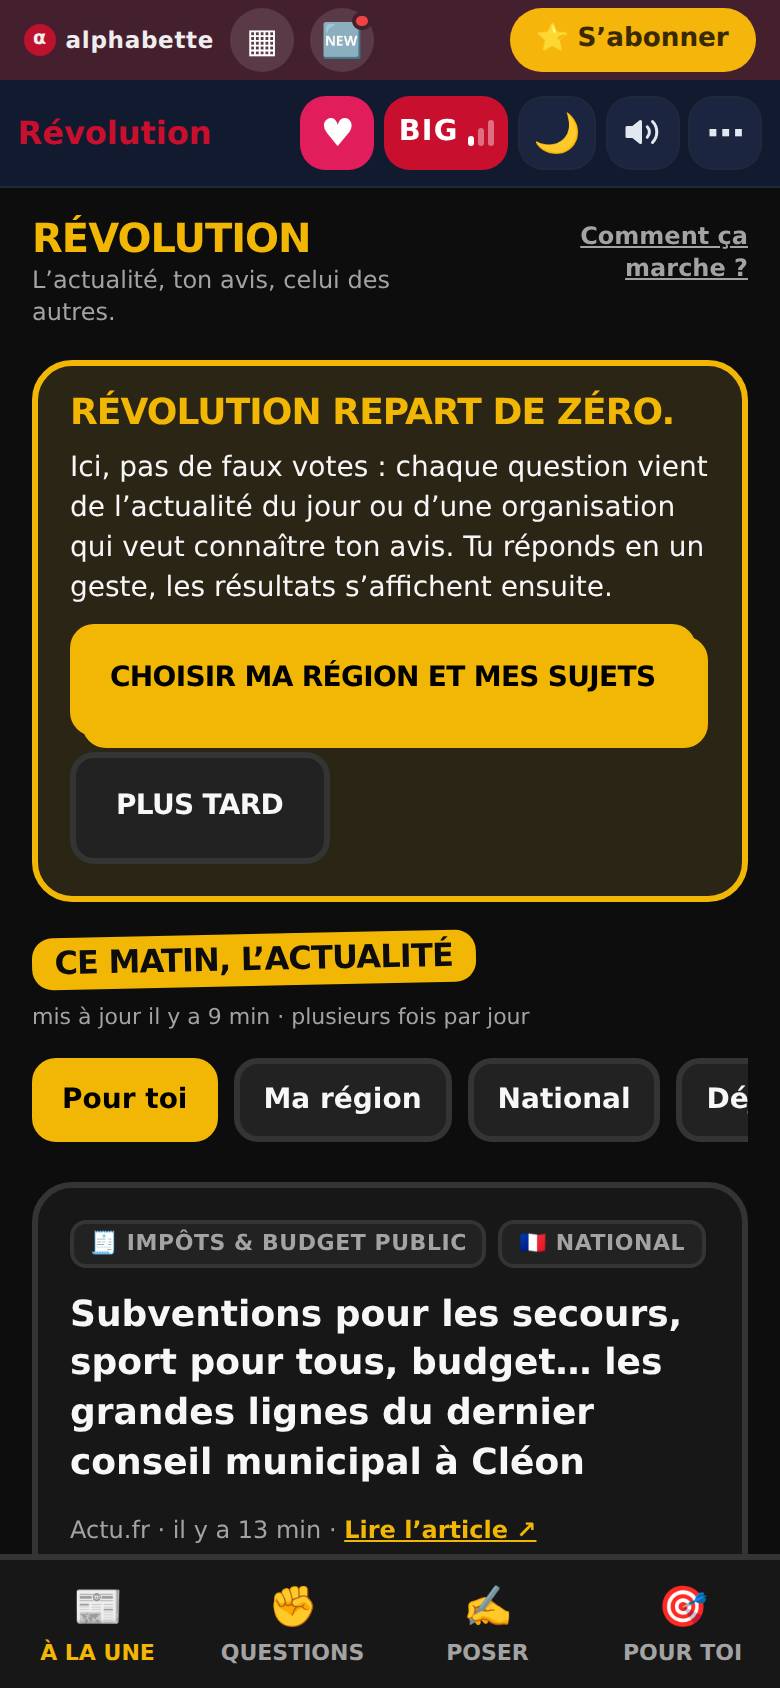 α alphabette
NEW
⭐ S’abonner
Révolution
BIG
RÉVOLUTION
L’actualité, ton avis, celui des
autres.
Comment ça
marche ?
RÉVOLUTION REPART DE ZÉRO.
Ici, pas de faux votes : chaque question vient
de l’actualité du jour ou d’une organisation
qui veut connaître ton avis. Tu réponds en un
geste, les résultats s’affichent ensuite.
CHOISIR MA RÉGION ET MES SUJETS
PLUS TARD
CE MATIN, L’ACTUALITÉ
mis à jour il y a 9 min · plusieurs fois par jour
Pour toi
Ma région
National
IMPÔTS & BUDGET PUBLIC
NATIONAL
Subventions pour les secours,
sport pour tous, budget… les
grandes lignes du dernier
conseil municipal à Cléon
Actu.fr · il y a 13 min · Lire l’article ↗
À LA UNE
QUESTIONS
POSER
POUR TOI